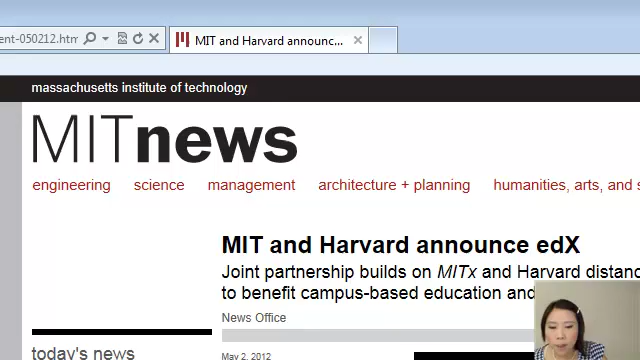 ent-050212.htm
MIT and Harvard announc...
massachusetts institute of technology
MITnews
engineering science management architecture + planning humanities, arts, and
MIT and Harvard announce edX
Joint partnership builds on MITx and Harvard
to benefit campus-based education and
News Office
May 2, 2012
today's news